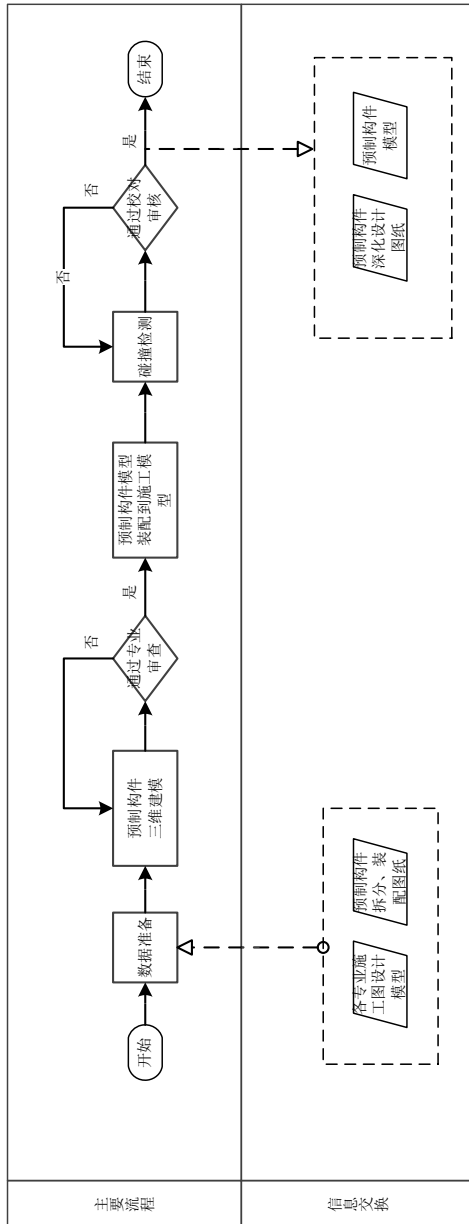 主要
流程
开始
数据准备
预制构件
三维建模
通过专业
审查
否
是
预制构件模型
装配到施工模
型
碰撞检测
通过校对
审核
否
否
是
结束
信息
交换
各专业施
工图设计
模型
预制构件
拆分、装
配图纸
预制构件
深化设计
图纸
预制构件
模型